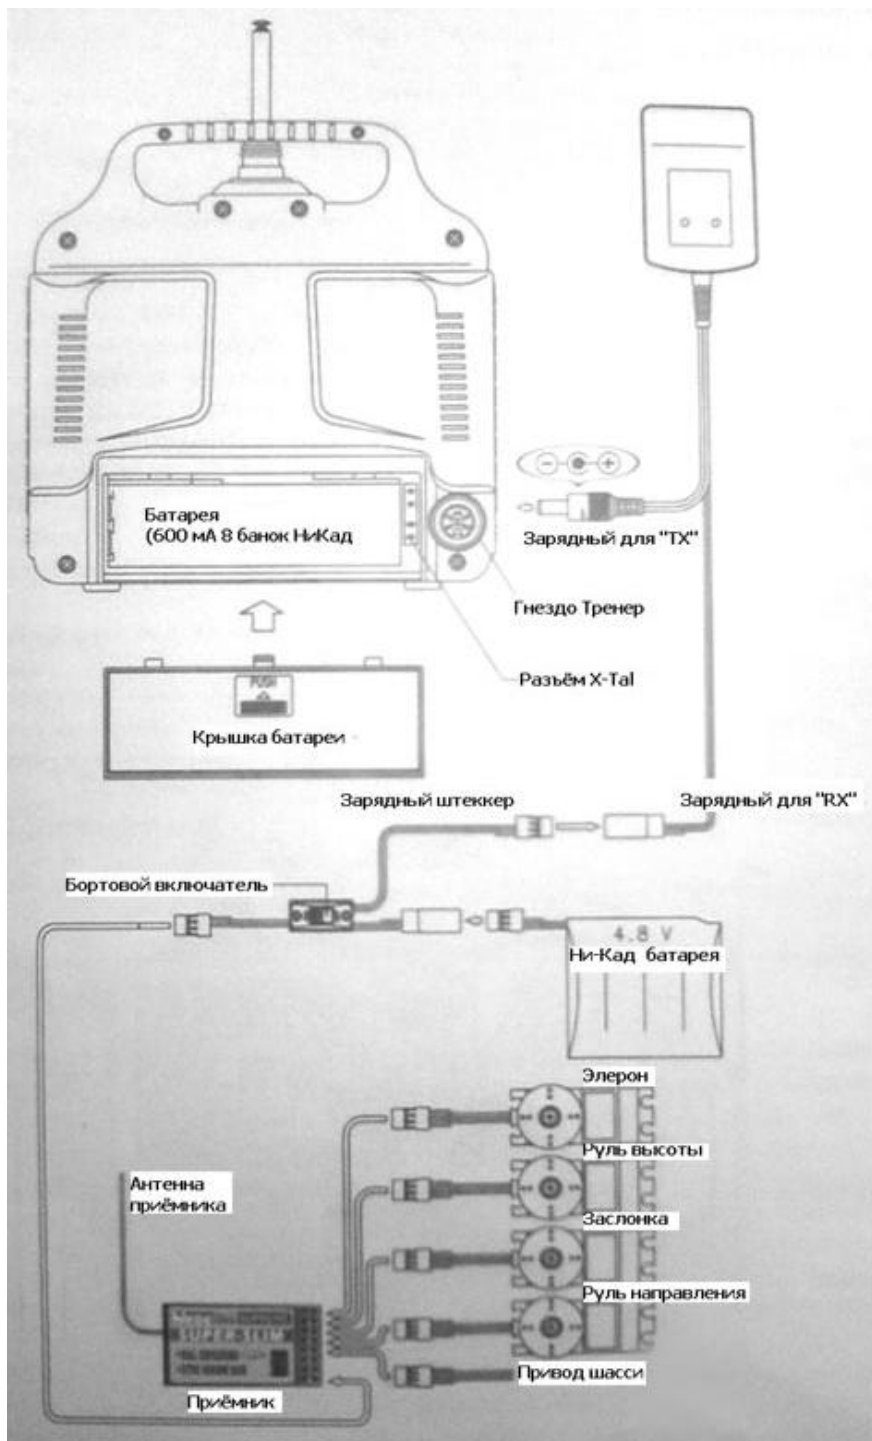 Батарея
(600 мА 8 банок НиКад
Зарядный для "TX"
Гнездо Тренер
Разъём X-Tal
PUSH
Крышка батареи
Зарядный штеккер
Зарядный для "RX"
Бортовой включатель
4.8 V
Ни-Кад батарея
Элерон
Руль высоты
Антенна
приёмника
Заслонка
Руль направления
Привод шасси
Приёмник